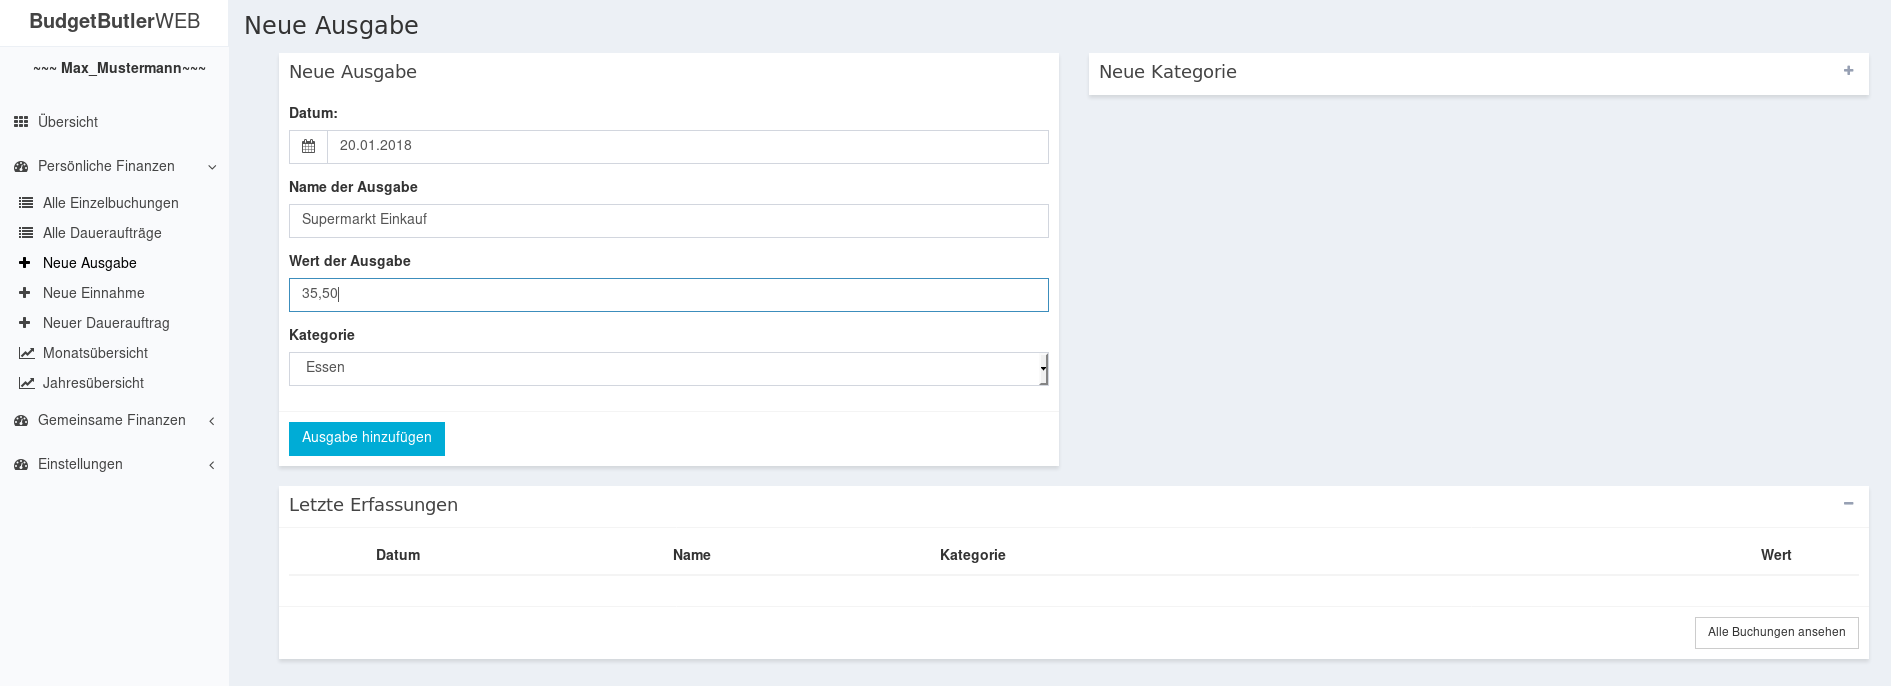 BudgetButlerWEB
~~~ Max_Mustermann~~~
Übersicht
Persönliche Finanzen
Alle Einzelbuchungen
Alle Daueraufträge
Neue Ausgabe
Neue Einnahme
Neuer Dauerauftrag
Monatsübersicht
Jahresübersicht
Gemeinsame Finanzen
Einstellungen
Neue Ausgabe
Neue Ausgabe
Datum:
20.01.2018
Name der Ausgabe
Supermarkt Einkauf
Wert der Ausgabe
35,50
Kategorie
Essen
Ausgabe hinzufügen
Neue Kategorie
Letzte Erfassungen
Datum Name Kategorie Wert
Alle Buchungen ansehen